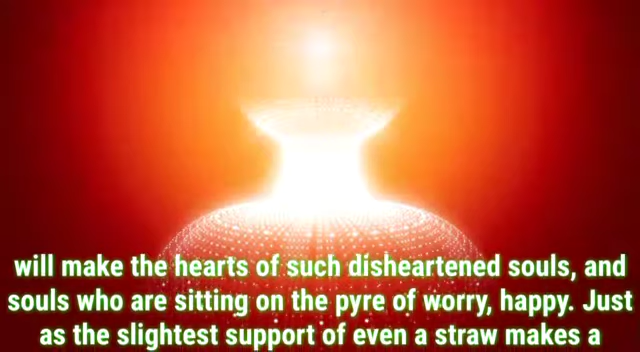 will make the hearts of such disheartened souls, and
souls who are sitting on the pyre of worry, happy. Just
as the slightest support of even a straw makes a